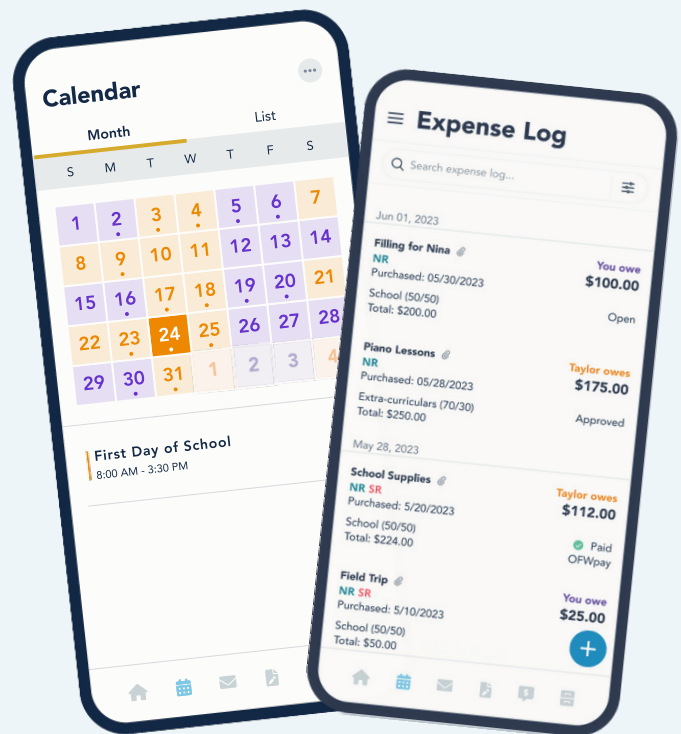 Calendar
Month List
S M T W T F S
1 2 3 4 5 6 7
8 9 10 11 12 13 14
15 16 17 18 19 20 21
22 23 24 25 26 27 28
29 30 31 1 2 3 4
First Day of School
8:00 AM - 3:30 PM
Expense Log
Search expense log...
Jun 01, 2023
Filling for Nina
You owe
NR
$100.00
Purchased: 05/30/2023
School (50/50)
Open
Total: $200.00
Piano Lessons
Taylor owes
NR
$175.00
Purchased: 05/28/2023
Extra-curriculars (70/30)
Approved
Total: $250.00
May 28, 2023
School Supplies
Taylor owes
NR SR
$112.00
Purchased: 5/20/2023
School (50/50)
Paid
Total: $224.00
OFWpay
Field Trip
You owe
NR SR
$25.00
Purchased: 5/10/2023
School (50/50)
Total: $50.00